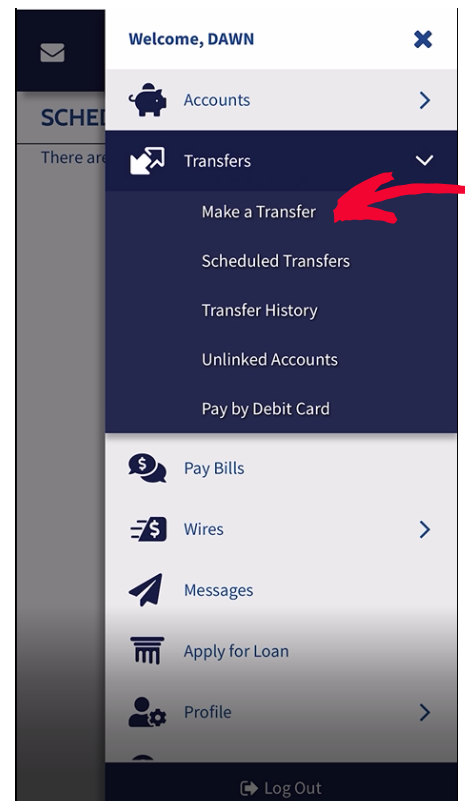 Welcome, DAWN
Accounts
SCHED
There are
Transfers
Make a Transfer
Scheduled Transfers
Transfer History
Unlinked Accounts
Pay by Debit Card
Pay Bills
Wires
Messages
Apply for Loan
Profile
Log Out